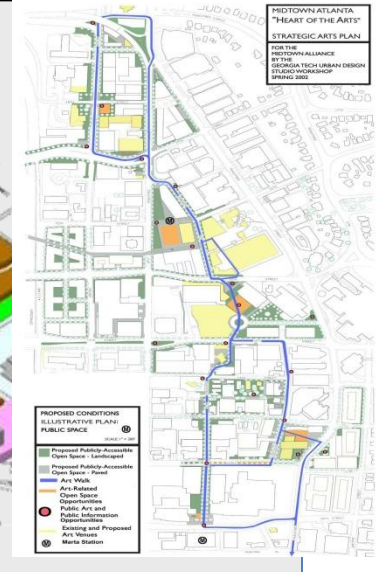 MIDTOWN ATLANTA
"HEART OF THE ARTS"
STRATEGIC ARTS PLAN
FOR THE
MIDTOWN ALLIANCE
BY THE
GEORGIA TECH URBAN DESIGN
STUDIO WORKSHOP
SPRING 2002
M
PROPOSED CONDITIONS
ILLUSTRATIVE PLAN:
PUBLIC SPACE
Proposed Publicly-Accessible
Open Space - Landscaped
Proposed Publicly-Accessible
Open Space - Paved
Art Walk
Art-Related
Open Space
Opportunities
Public Art and
Public Information
Opportunities
Existing and Proposed
Art Venues
M Marta Station
M